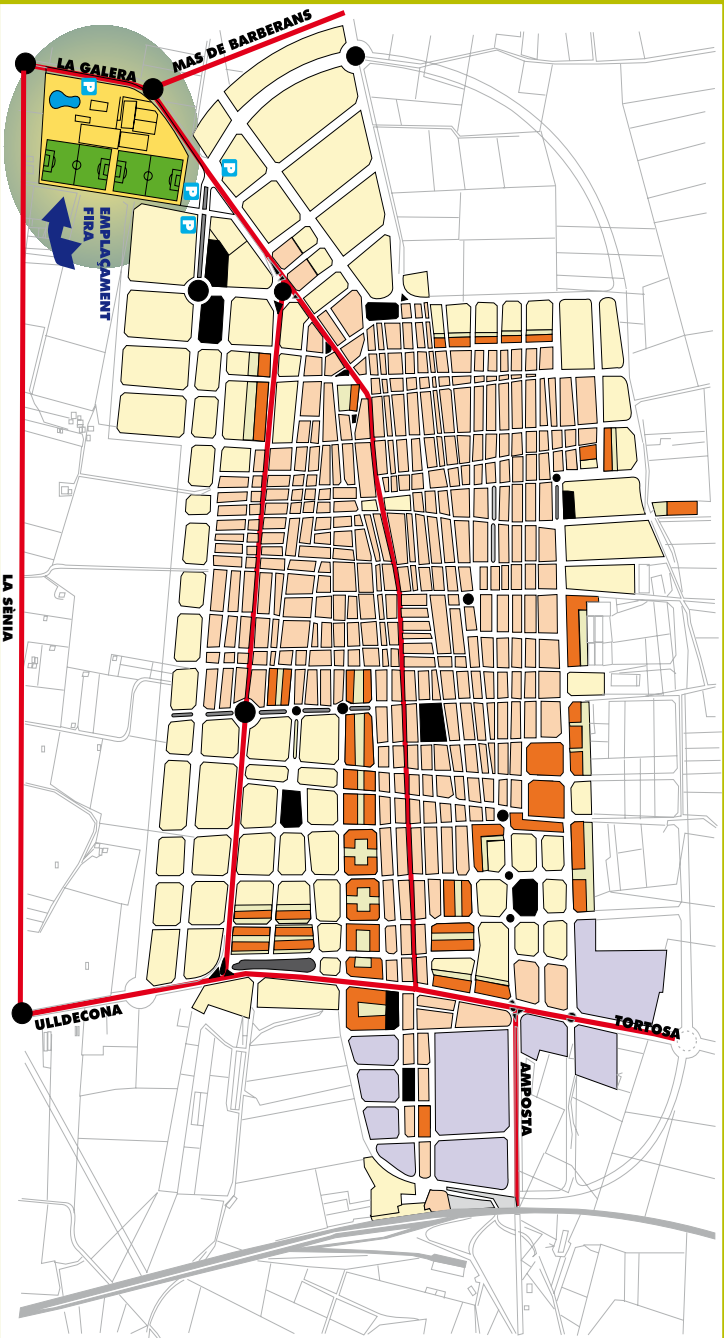 MAS DE BARBERANS
LA GALERA
P
P
P
P
EMPLAÇAMENT
FIRA
LA SÈNIA
ULLDECONA
TORTOSA
AMPOSTA